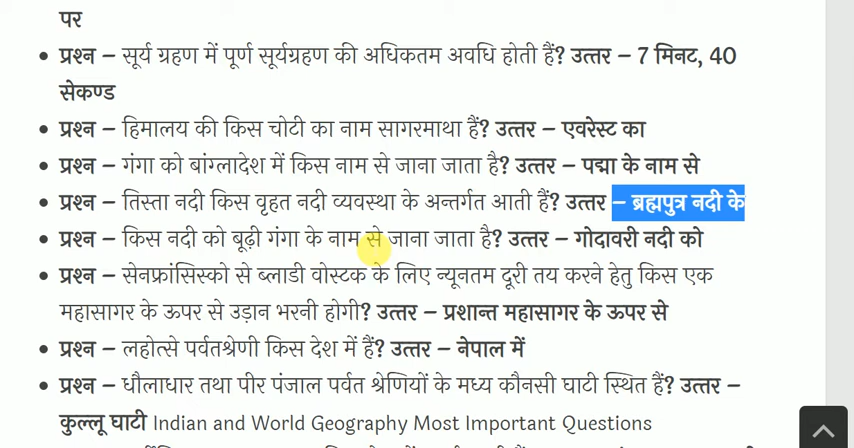 पर
प्रश्न – सूर्य ग्रहण में पूर्ण सूर्यग्रहण की अधिकतम अवधि होती हैं? उत्तर – 7 मिनट, 40
सेकण्ड
प्रश्न – हिमालय की किस चोटी का नाम सागरमाथा हैं? उत्तर – एवरेस्ट का
प्रश्न – गंगा को बांग्लादेश में किस नाम से जाना जाता है? उत्तर – पद्मा के नाम से
प्रश्न – तिस्ता नदी किस वृहत नदी व्यवस्था के अन्तर्गत आती हैं? उत्तर – ब्रह्मपुत्र नदी के
प्रश्न – किस नदी को बूढ़ी गंगा के नाम से जाना जाता है? उत्तर – गोदावरी नदी को
प्रश्न – सेनफ्रांसिस्को से ब्लाडी वोस्टक के लिए न्यूनतम दूरी तय करने हेतु किस एक
महासागर के ऊपर से उड़ान भरनी होगी? उत्तर – प्रशान्त महासागर के ऊपर से
प्रश्न – लहोत्से पर्वतश्रेणी किस देश में हैं? उत्तर – नेपाल में
प्रश्न – धौलाधार तथा पीर पंजाल पर्वत श्रेणियों के मध्य कौनसी घाटी स्थित हैं? उत्तर –
कुल्लू घाटी Indian and World Geography Most Important Questions